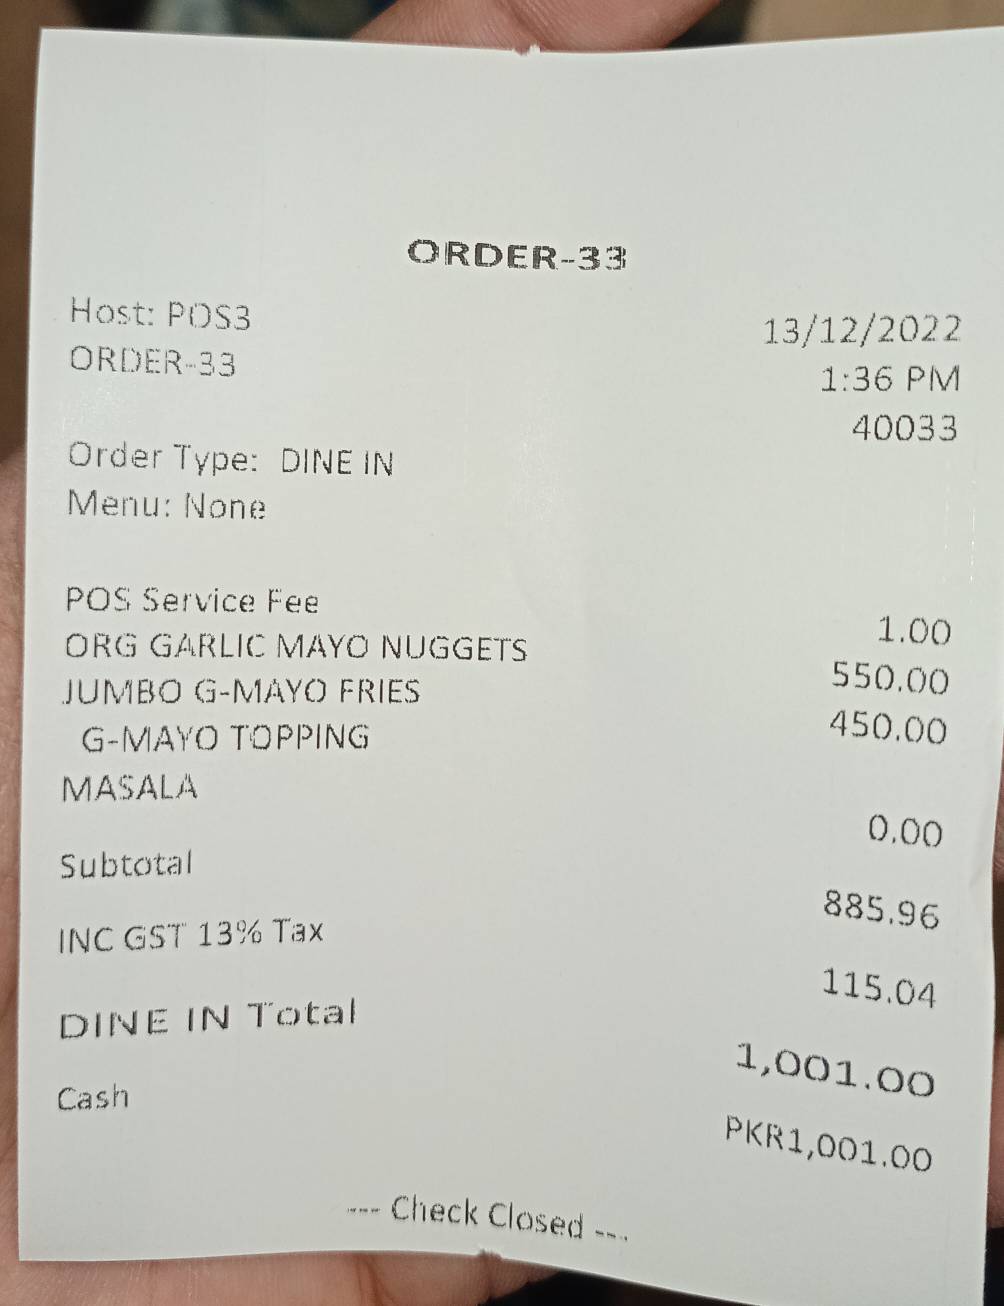 ORDER-33
Host: POS3 13/12/2022
ORDER-33 1:36 PM
40033
Order Type: DINE IN
Menu: None
POS Service Fee 1.00
ORG GARLIC MAYO NUGGETS 550.00
JUMBO G-MAYO FRIES 450.00
G-MAYO TOPPING
MASALA 0.00
Subtotal 885.96
INC GST 13% Tax 115.04
DINE IN Total 1,001.00
Cash PKR1,001.00
--- Check Closed ---